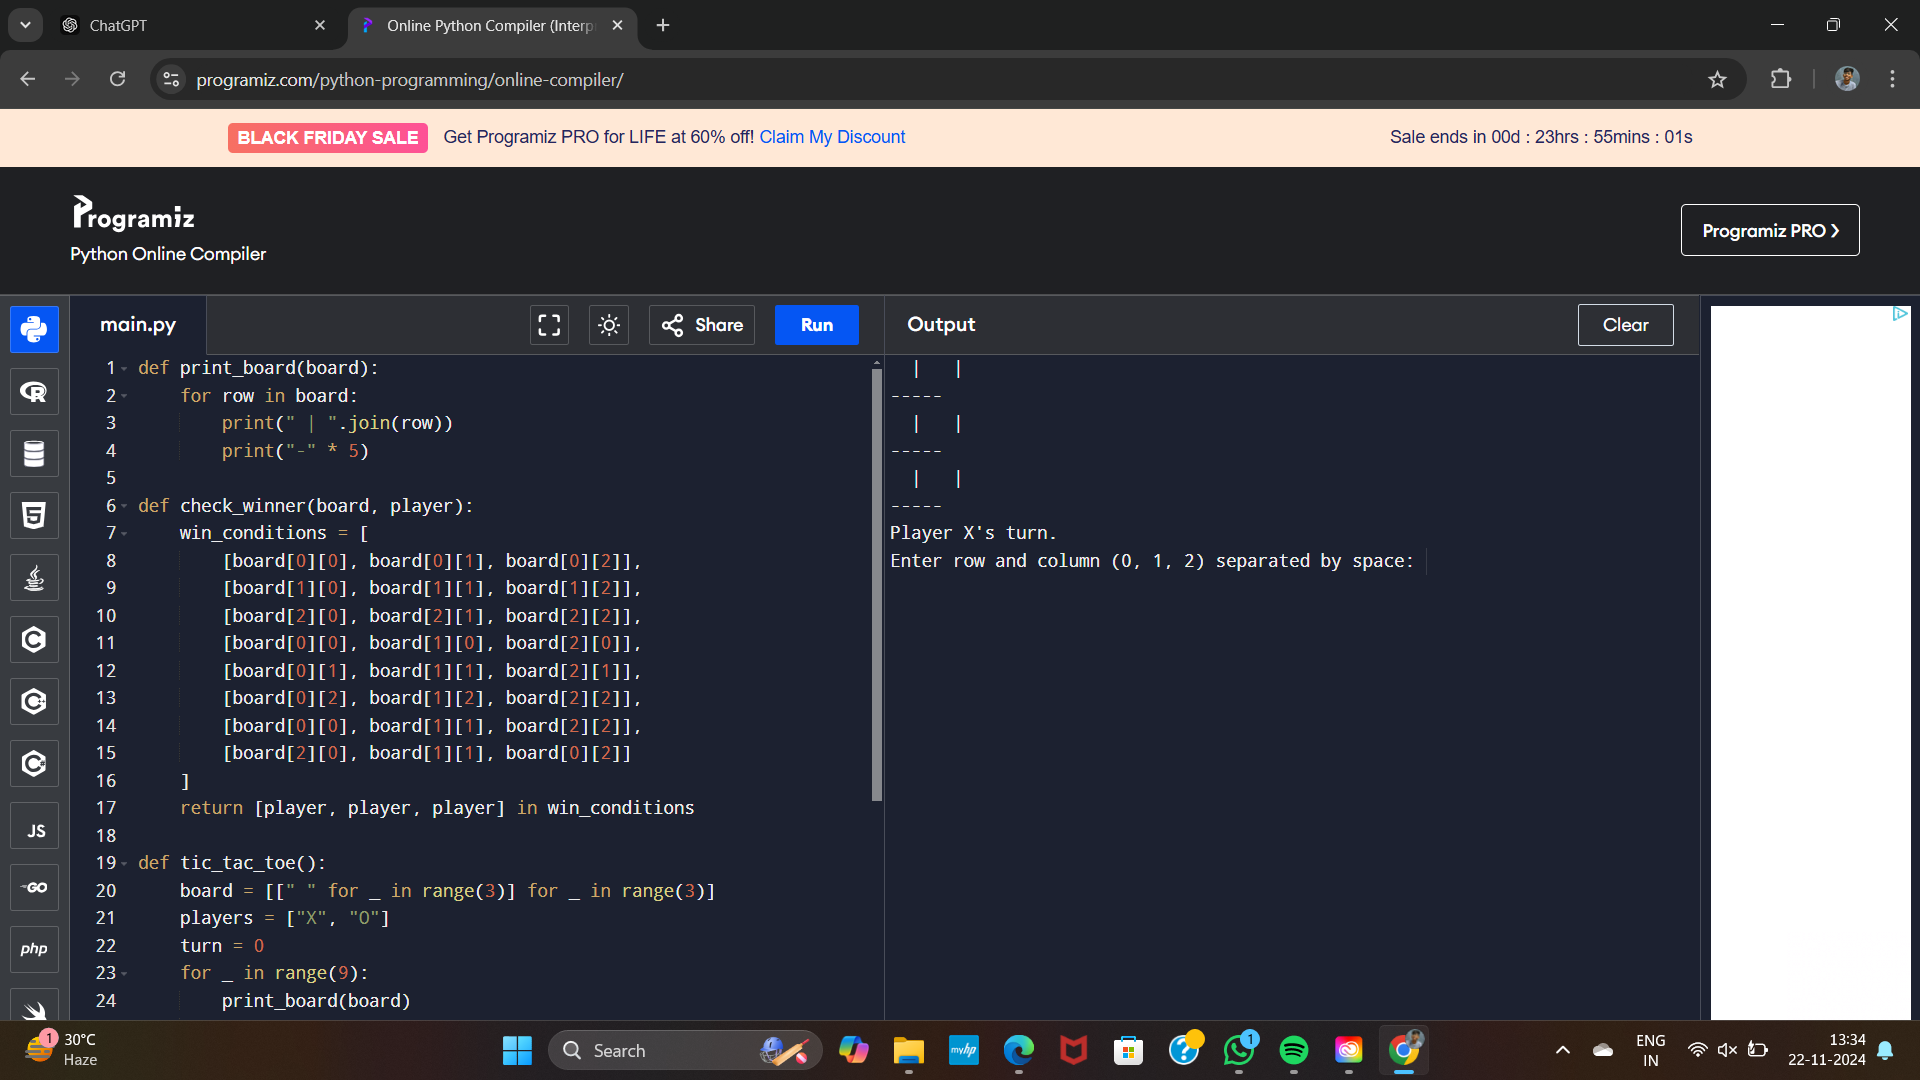 ChatGPT
Online Python Compiler (Interp
programiz.com/python-programming/online-compiler/
BLACK FRIDAY SALE Get Programiz PRO for LIFE at 60% off! Claim My Discount
Sale ends in 00d : 23hrs : 55mins : 01s
Programiz
Python Online Compiler
Programiz PRO
main.py
Share
Run
Output
Clear
1 def print_board(board):
2     for row in board:
3         print(" | ".join(row))
4         print("-" * 5)
5
6 def check_winner(board, player):
7     win_conditions = [
8         [board[0][0], board[0][1], board[0][2]],
9         [board[1][0], board[1][1], board[1][2]],
10         [board[2][0], board[2][1], board[2][2]],
11         [board[0][0], board[1][0], board[2][0]],
12         [board[0][1], board[1][1], board[2][1]],
13         [board[0][2], board[1][2], board[2][2]],
14         [board[0][0], board[1][1], board[2][2]],
15         [board[2][0], board[1][1], board[0][2]]
16     ]
17     return [player, player, player] in win_conditions
18
19 def tic_tac_toe():
20     board = [[" " for _ in range(3)] for _ in range(3)]
21     players = ["X", "O"]
22     turn = 0
23     for _ in range(9):
24         print_board(board)
  |   |
-----
  |   |
-----
  |   |
-----
Player X's turn.
Enter row and column (0, 1, 2) separated by space:
JS
GO
php
1
30°C
Haze
Search
myhp
1
ENG
IN
13:34
22-11-2024